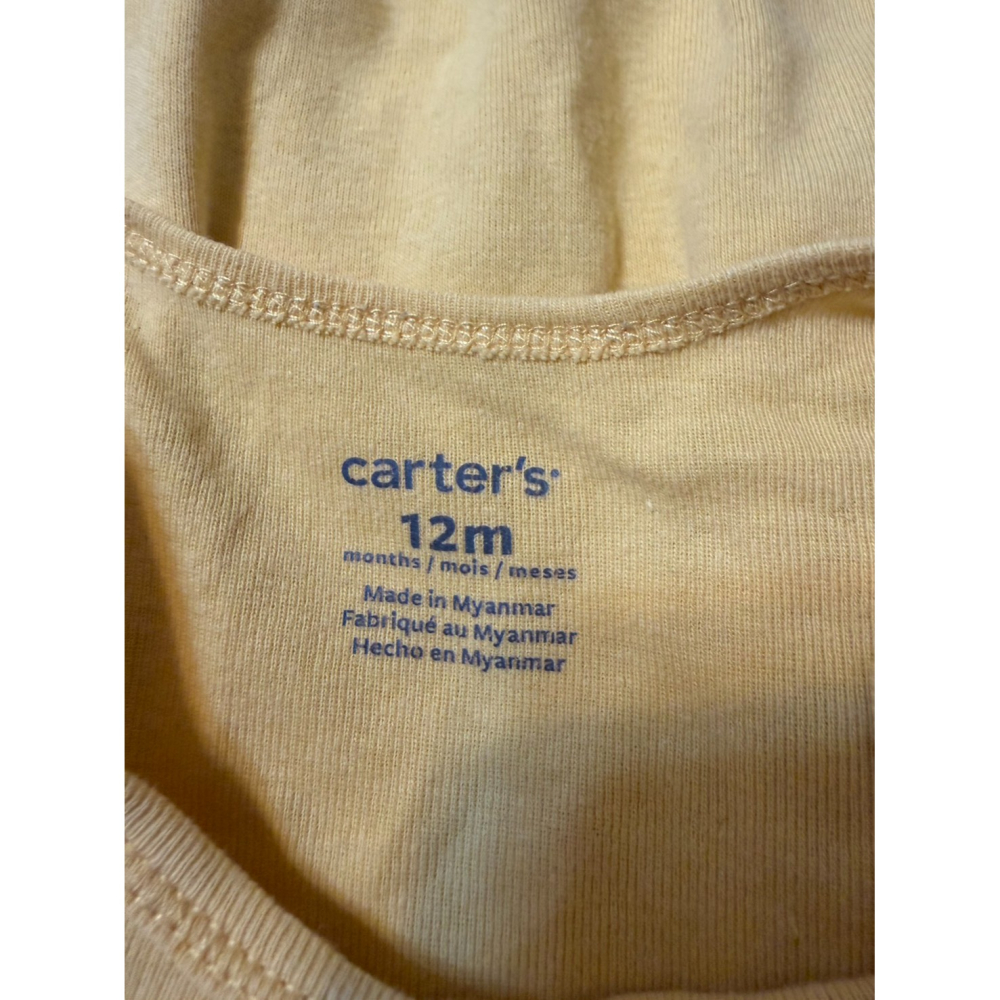 carter's
12m
months / mois / meses
Made in Myanmar
Fabriqué au Myanmar
Hecho en Myanmar